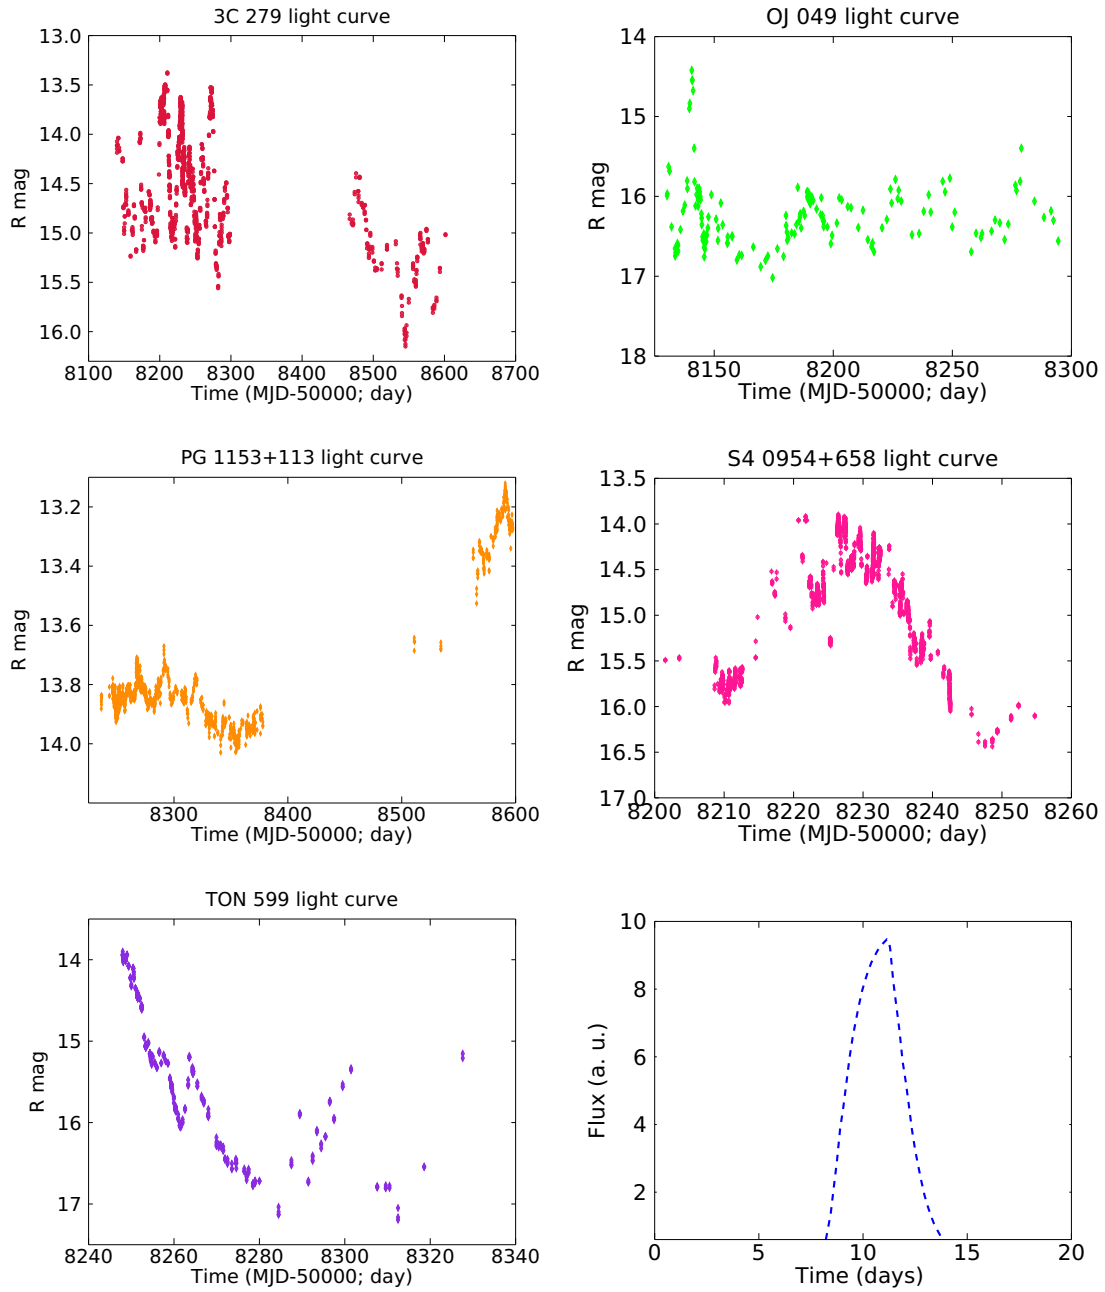 3C 279 light curve
13.0
13.5
14.0
14.5
15.0
15.5
16.0
R mag
8100 8200 8300 8400 8500 8600 8700
Time (MJD-50000; day)
OJ 049 light curve
14
15
16
17
18
R mag
8150 8200 8250 8300
Time (MJD-50000; day)
PG 1153+113 light curve
13.2
13.4
13.6
13.8
14.0
R mag
8300 8400 8500 8600
Time (MJD-50000; day)
S4 0954+658 light curve
13.5
14.0
14.5
15.0
15.5
16.0
16.5
17.0
R mag
8201 8210 8220 8230 8240 8250 8260
Time (MJD-50000; day)
TON 599 light curve
14
15
16
17
R mag
8240 8260 8280 8300 8320 8340
Time (MJD-50000; day)
10
8
6
4
2
Flux (a. u.)
0 5 10 15 20
Time (days)